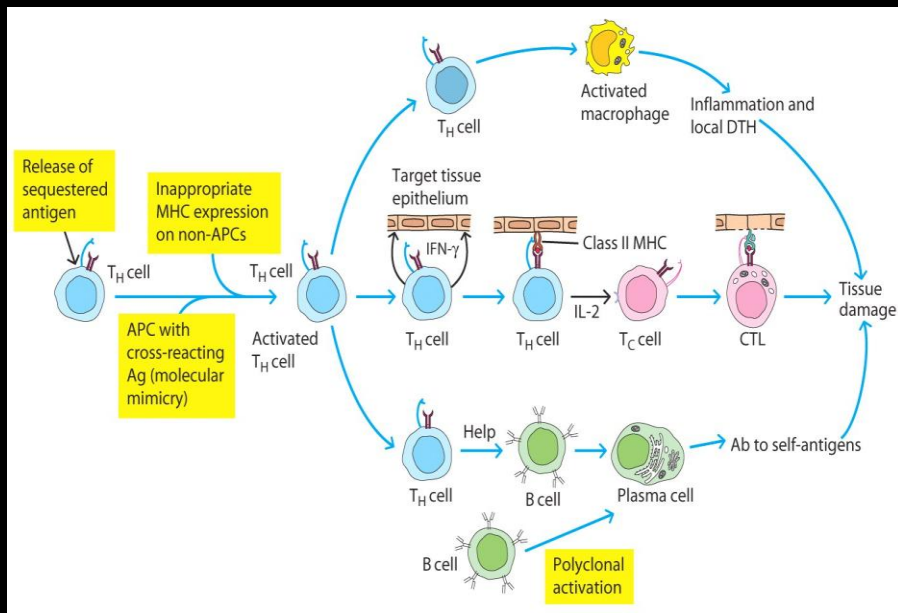 T_H cell
Activated
macrophage
Inflammation and
local DTH
Release of
sequestered
antigen
Inappropriate
MHC expression
on non-APCs
Target tissue
epithelium
IFN-γ
Class II MHC
T_H cell
T_H cell
APC with
cross-reacting
Ag (molecular
mimicry)
Activated
T_H cell
T_H cell
T_H cell
IL-2
T_C cell
CTL
Tissue
damage
T_H cell
Help
B cell
Plasma cell
Ab to self-antigens
B cell
Polyclonal
activation